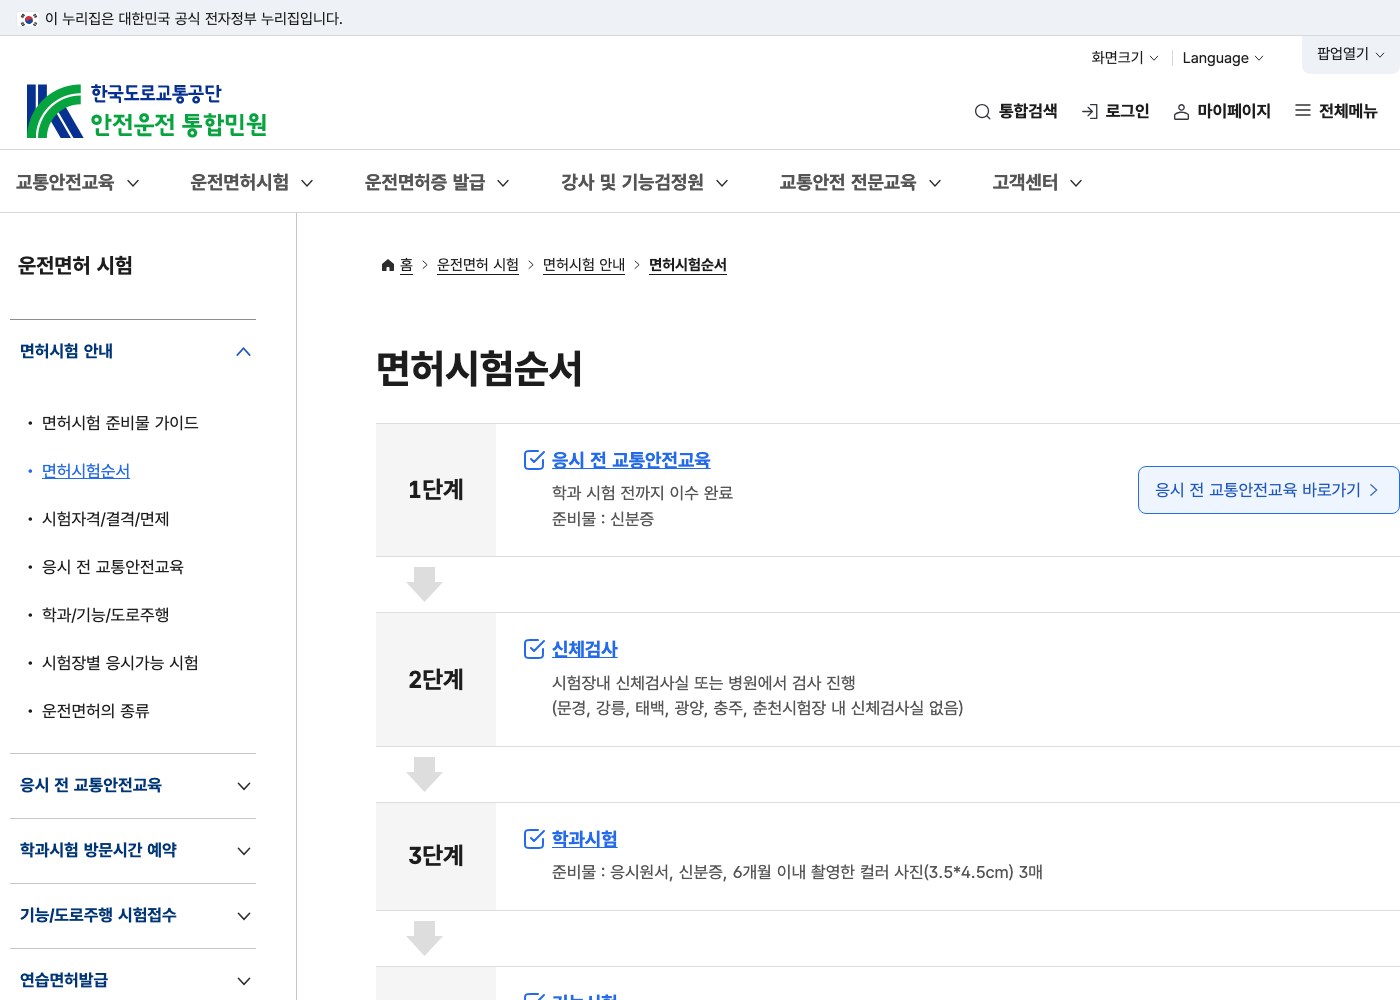 이 누리집은 대한민국 공식 전자정부 누리집입니다.
화면크기
Language
팝업열기
한국도로교통공단
안전운전 통합민원
통합검색
로그인
마이페이지
전체메뉴
교통안전교육
운전면허시험
운전면허증 발급
강사 및 기능검정원
교통안전 전문교육
고객센터
운전면허 시험
면허시험 안내
• 면허시험 준비물 가이드
• 면허시험순서
• 시험자격/결격/면제
• 응시 전 교통안전교육
• 학과/기능/도로주행
• 시험장별 응시가능 시험
• 운전면허의 종류
응시 전 교통안전교육
학과시험 방문시간 예약
기능/도로주행 시험접수
연습면허발급
홈 > 운전면허 시험 > 면허시험 안내 > 면허시험순서
면허시험순서
1단계
응시 전 교통안전교육
학과 시험 전까지 이수 완료
준비물 : 신분증
응시 전 교통안전교육 바로가기 >
2단계
신체검사
시험장내 신체검사실 또는 병원에서 검사 진행
(문경, 강릉, 태백, 광양, 충주, 춘천시험장 내 신체검사실 없음)
3단계
학과시험
준비물 : 응시원서, 신분증, 6개월 이내 촬영한 컬러 사진(3.5*4.5cm) 3매